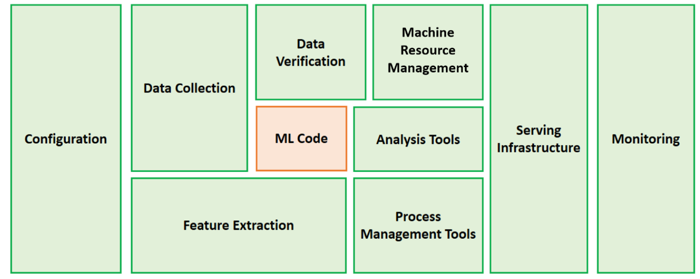 Configuration
Data Collection
Data
Verification
Machine
Resource
Management
ML Code
Analysis Tools
Feature Extraction
Process
Management Tools
Serving
Infrastructure
Monitoring